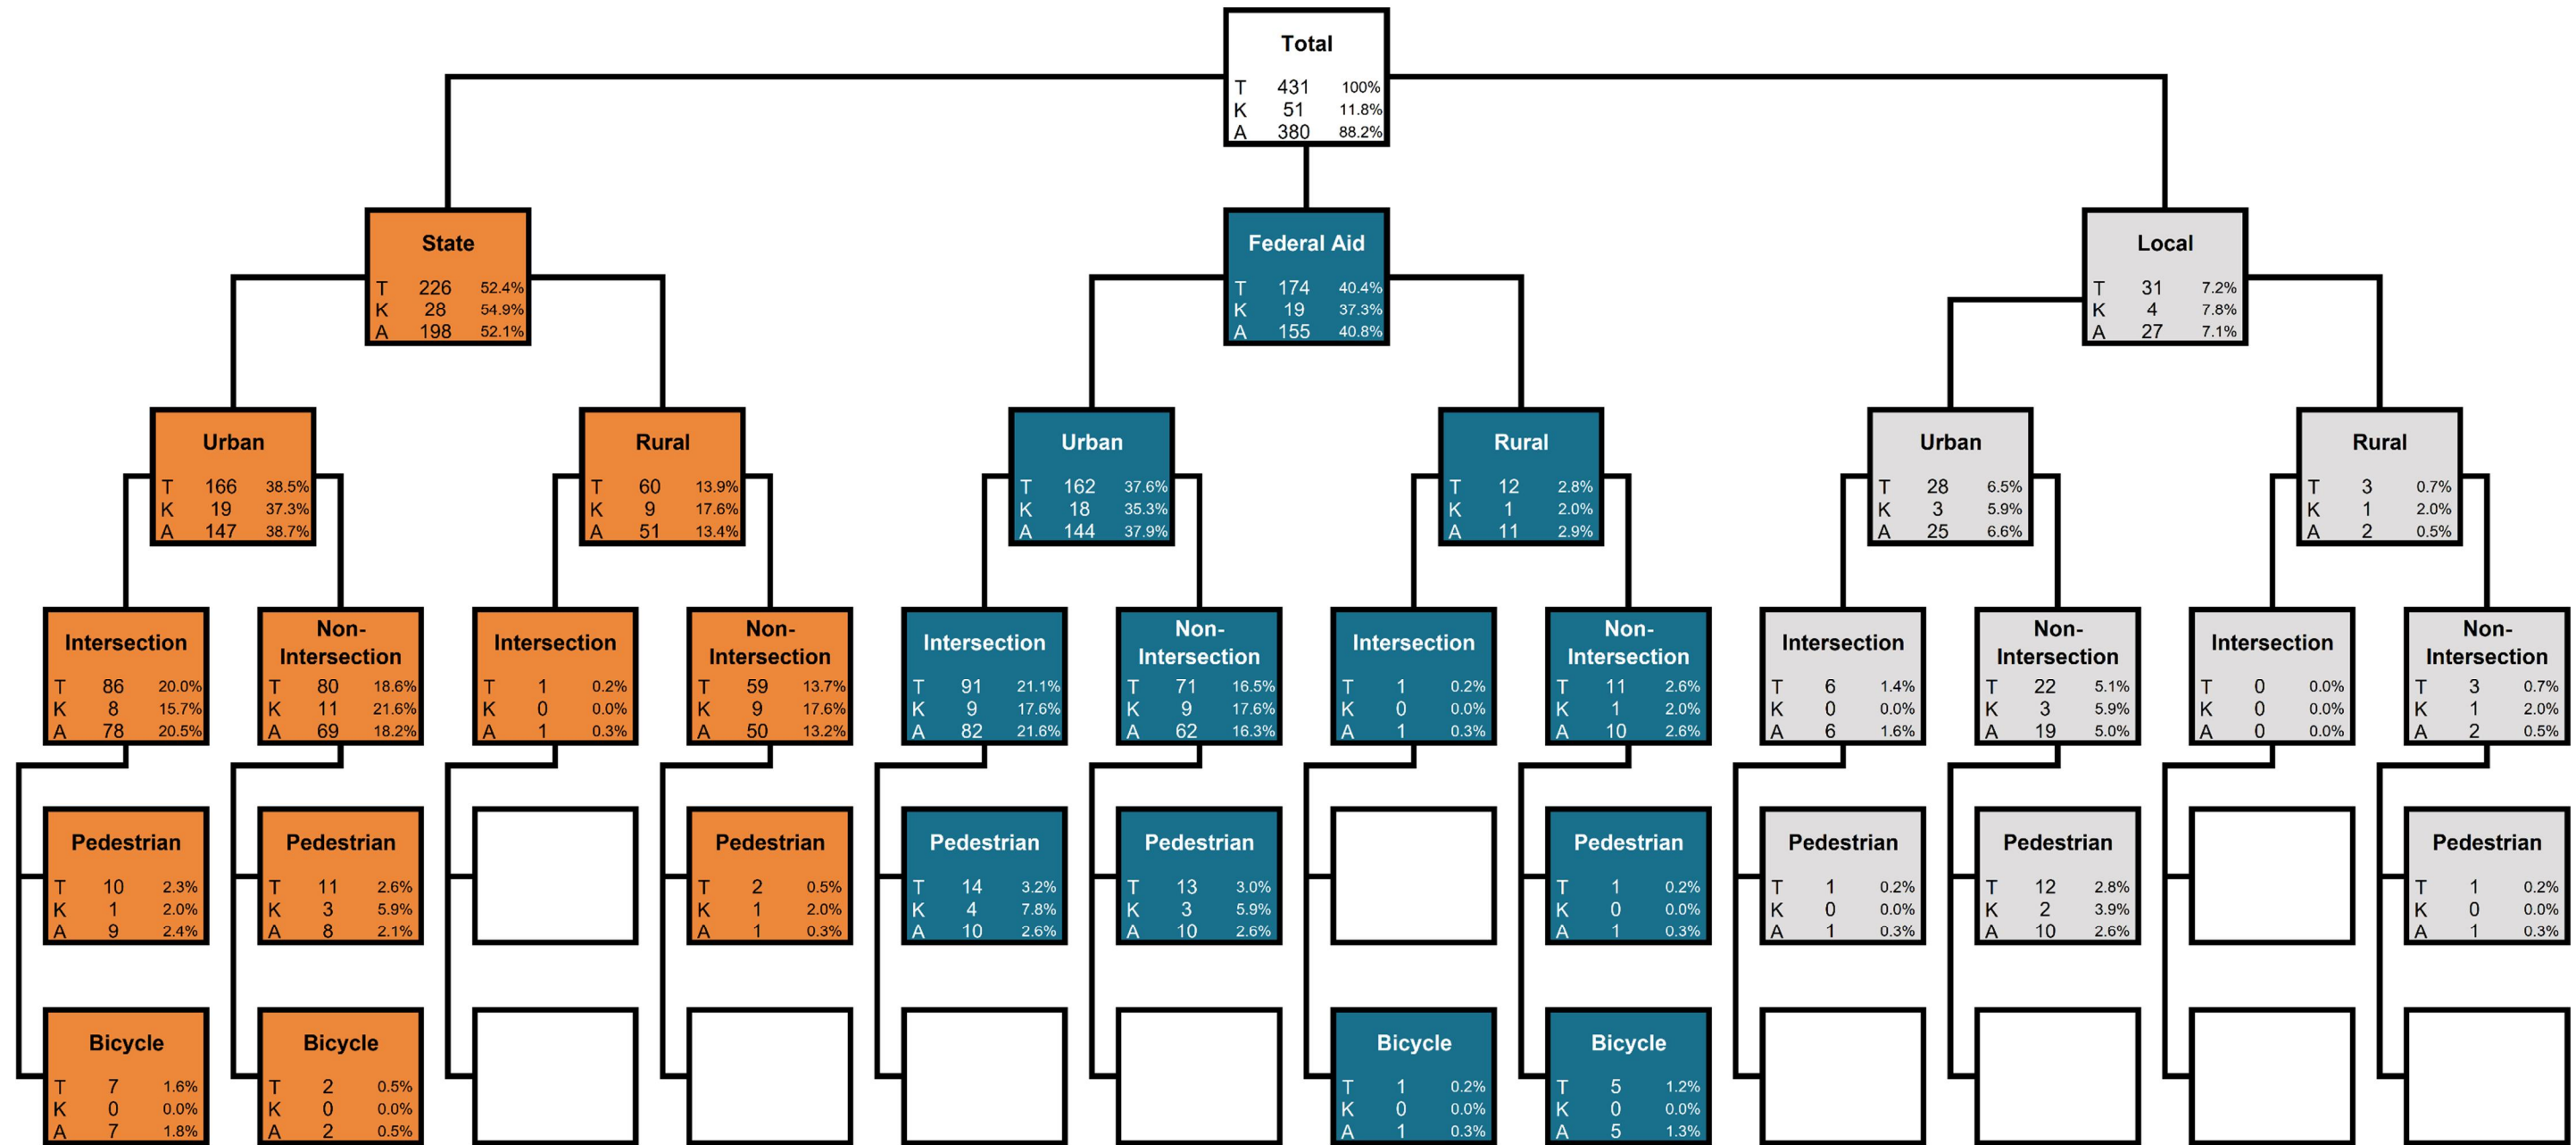 Total
T 431 100%
K 51 11.8%
A 380 88.2%
State
T 226 52.4%
K 28 54.9%
A 198 52.1%
Federal Aid
T 174 40.4%
K 19 37.3%
A 155 40.8%
Local
T 31 7.2%
K 4 7.8%
A 27 7.1%
Urban
T 166 38.5%
K 19 37.3%
A 147 38.7%
Rural
T 60 13.9%
K 9 17.6%
A 51 13.4%
Urban
T 162 37.6%
K 18 35.3%
A 144 37.9%
Rural
T 12 2.8%
K 1 2.0%
A 11 2.9%
Urban
T 28 6.5%
K 3 5.9%
A 25 6.6%
Rural
T 3 0.7%
K 1 2.0%
A 2 0.5%
Intersection
T 86 20.0%
K 8 15.7%
A 78 20.5%
Non-
Intersection
T 80 18.6%
K 11 21.6%
A 69 18.2%
Intersection
T 1 0.2%
K 0 0.0%
A 1 0.3%
Non-
Intersection
T 59 13.7%
K 9 17.6%
A 50 13.2%
Intersection
T 91 21.1%
K 9 17.6%
A 82 21.6%
Non-
Intersection
T 71 16.5%
K 9 17.6%
A 62 16.3%
Intersection
T 1 0.2%
K 0 0.0%
A 1 0.3%
Non-
Intersection
T 11 2.6%
K 1 2.0%
A 10 2.6%
Intersection
T 6 1.4%
K 0 0.0%
A 6 1.6%
Non-
Intersection
T 22 5.1%
K 3 5.9%
A 19 5.0%
Intersection
T 0 0.0%
K 0 0.0%
A 0 0.0%
Non-
Intersection
T 3 0.7%
K 1 2.0%
A 2 0.5%
Pedestrian
T 10 2.3%
K 1 2.0%
A 9 2.4%
Pedestrian
T 11 2.6%
K 3 5.9%
A 8 2.1%
Pedestrian
T 2 0.5%
K 1 2.0%
A 1 0.3%
Pedestrian
T 14 3.2%
K 4 7.8%
A 10 2.6%
Pedestrian
T 13 3.0%
K 3 5.9%
A 10 2.6%
Pedestrian
T 1 0.2%
K 0 0.0%
A 1 0.3%
Pedestrian
T 1 0.2%
K 0 0.0%
A 1 0.3%
Pedestrian
T 12 2.8%
K 2 3.9%
A 10 2.6%
Pedestrian
T 1 0.2%
K 0 0.0%
A 1 0.3%
Bicycle
T 7 1.6%
K 0 0.0%
A 7 1.8%
Bicycle
T 2 0.5%
K 0 0.0%
A 2 0.5%
Bicycle
T 1 0.2%
K 0 0.0%
A 1 0.3%
Bicycle
T 5 1.2%
K 0 0.0%
A 5 1.3%